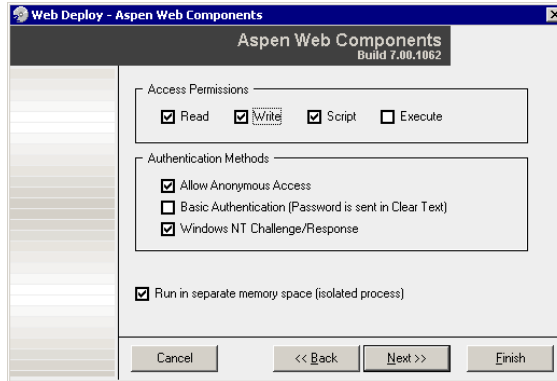 Web Deploy - Aspen Web Components
Aspen Web Components
Build 7.00.1062
Access Permissions
Read Write Script Execute
Authentication Methods
Allow Anonymous Access
Basic Authentication (Password is sent in Clear Text)
Windows NT Challenge/Response
Run in separate memory space (isolated process)
Cancel << Back Next >> Finish